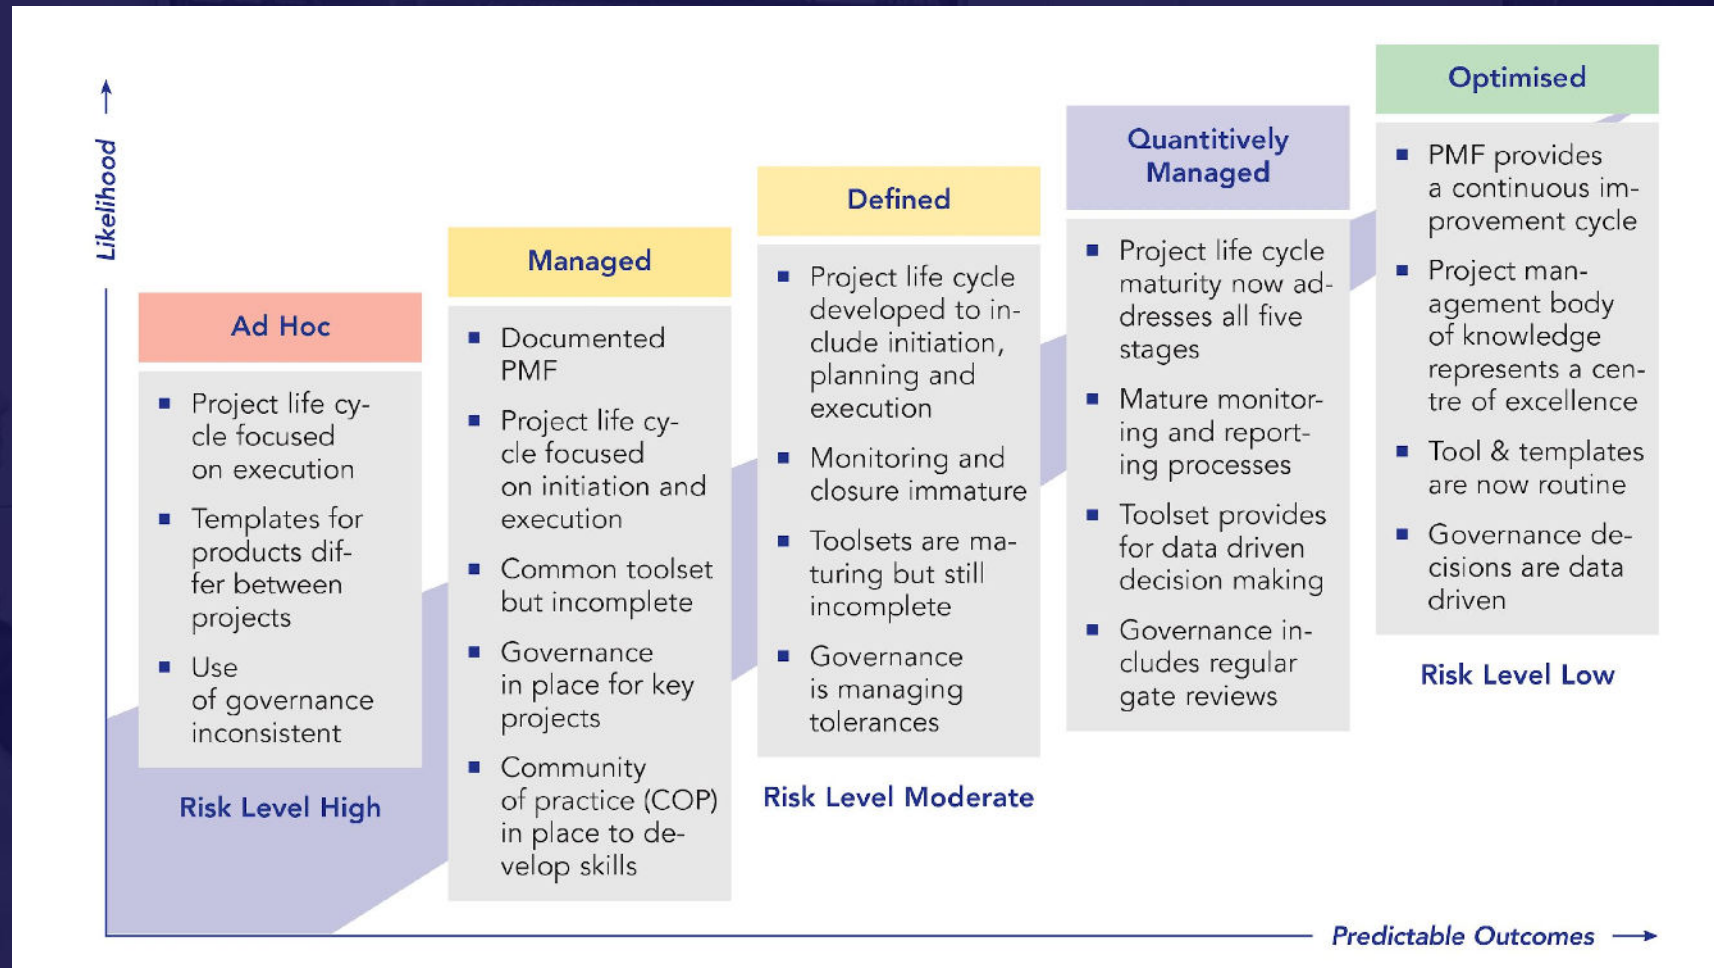 Likelihood
Ad Hoc
Project life cy-
cle focused
on execution
Templates for
products dif-
fer between
projects
Use
of governance
inconsistent
Risk Level High
Managed
Documented
PMF
Project life cy-
cle focused
on initiation and
execution
Common toolset
but incomplete
Governance
in place for key
projects
Community
of practice (COP)
in place to de-
velop skills
Defined
Project life cycle
developed to in-
clude initiation,
planning and
execution
Monitoring and
closure immature
Toolsets are ma-
turing but still
incomplete
Governance
is managing
tolerances
Risk Level Moderate
Quantitively
Managed
Project life cycle
maturity now ad-
dresses all five
stages
Mature monitor-
ing and report-
ing processes
Toolset provides
for data driven
decision making
Governance in-
cludes regular
gate reviews
Optimised
PMF provides
a continuous im-
provement cycle
Project man-
agement body
of knowledge
represents a cen-
tre of excellence
Tool & templates
are now routine
Governance de-
cisions are data
driven
Risk Level Low
Predictable Outcomes